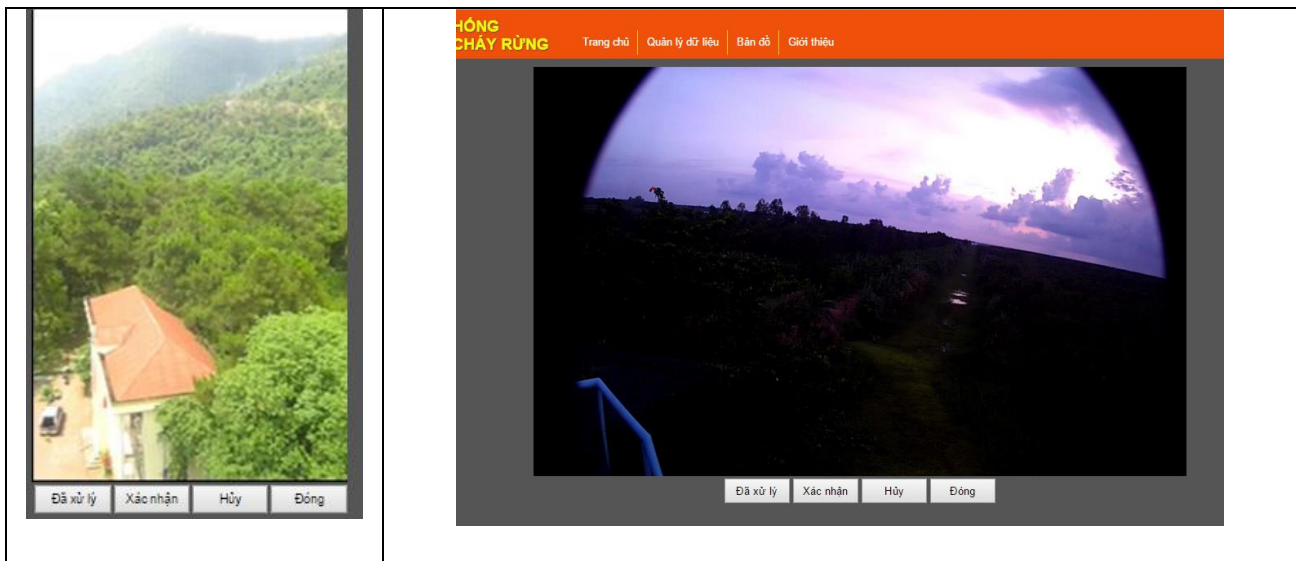 Đã xử lý Xác nhận Hủy Đóng
HỐNG
CHÁY RỪNG
Trang chủ Quản lý dữ liệu Bản đồ Giới thiệu
Đã xử lý Xác nhận Hủy Đóng